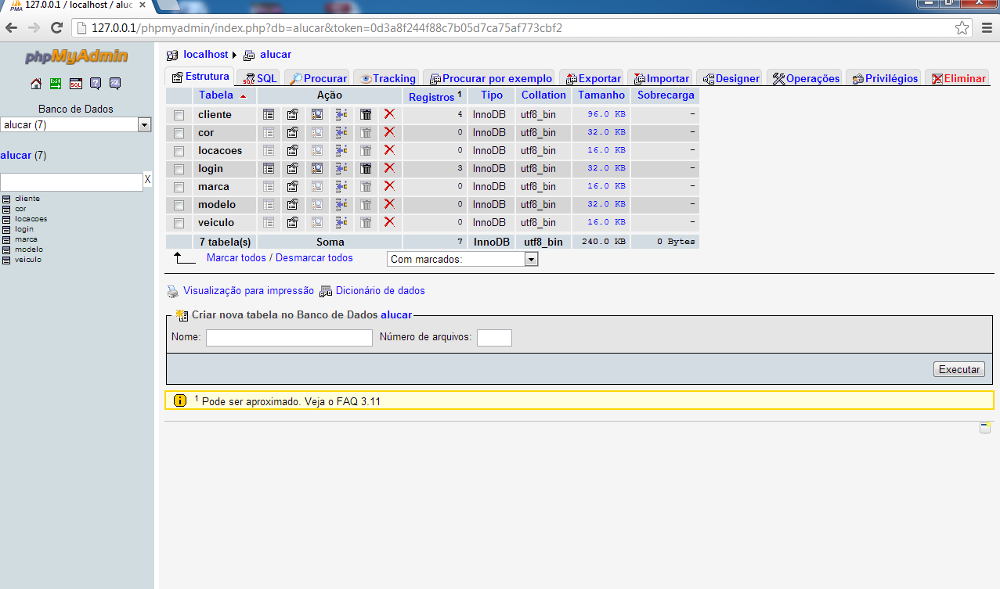 127.0.0.1 / localhost / aluc
127.0.0.1/phpmyadmin/index.php?db=alucar&token=0d3a8f244f88c7b05d7ca75af773cbf2
phpMyAdmin
Banco de Dados
alucar (7)
alucar (7)
X
cliente
cor
locacoes
login
marca
modelo
veiculo
localhost alucar
Estrutura SQL Procurar Tracking Procurar por exemplo Exportar Importar Designer Operações Privilégios Eliminar
Tabela Ação Registros 1 Tipo Collation Tamanho Sobrecarga
cliente 4 InnoDB utf8_bin 96.0 KB -
cor 0 InnoDB utf8_bin 32.0 KB -
locacoes 0 InnoDB utf8_bin 16.0 KB -
login 3 InnoDB utf8_bin 32.0 KB -
marca 0 InnoDB utf8_bin 16.0 KB -
modelo 0 InnoDB utf8_bin 32.0 KB -
veiculo 0 InnoDB utf8_bin 16.0 KB -
7 tabela(s) Soma 7 InnoDB utf8_bin 240.0 KB 0 Bytes
Marcar todos / Desmarcar todos Com marcados:
Visualização para impressão Dicionário de dados
Criar nova tabela no Banco de Dados alucar
Nome: Número de arquivos:
Executar
1 Pode ser aproximado. Veja o FAQ 3.11